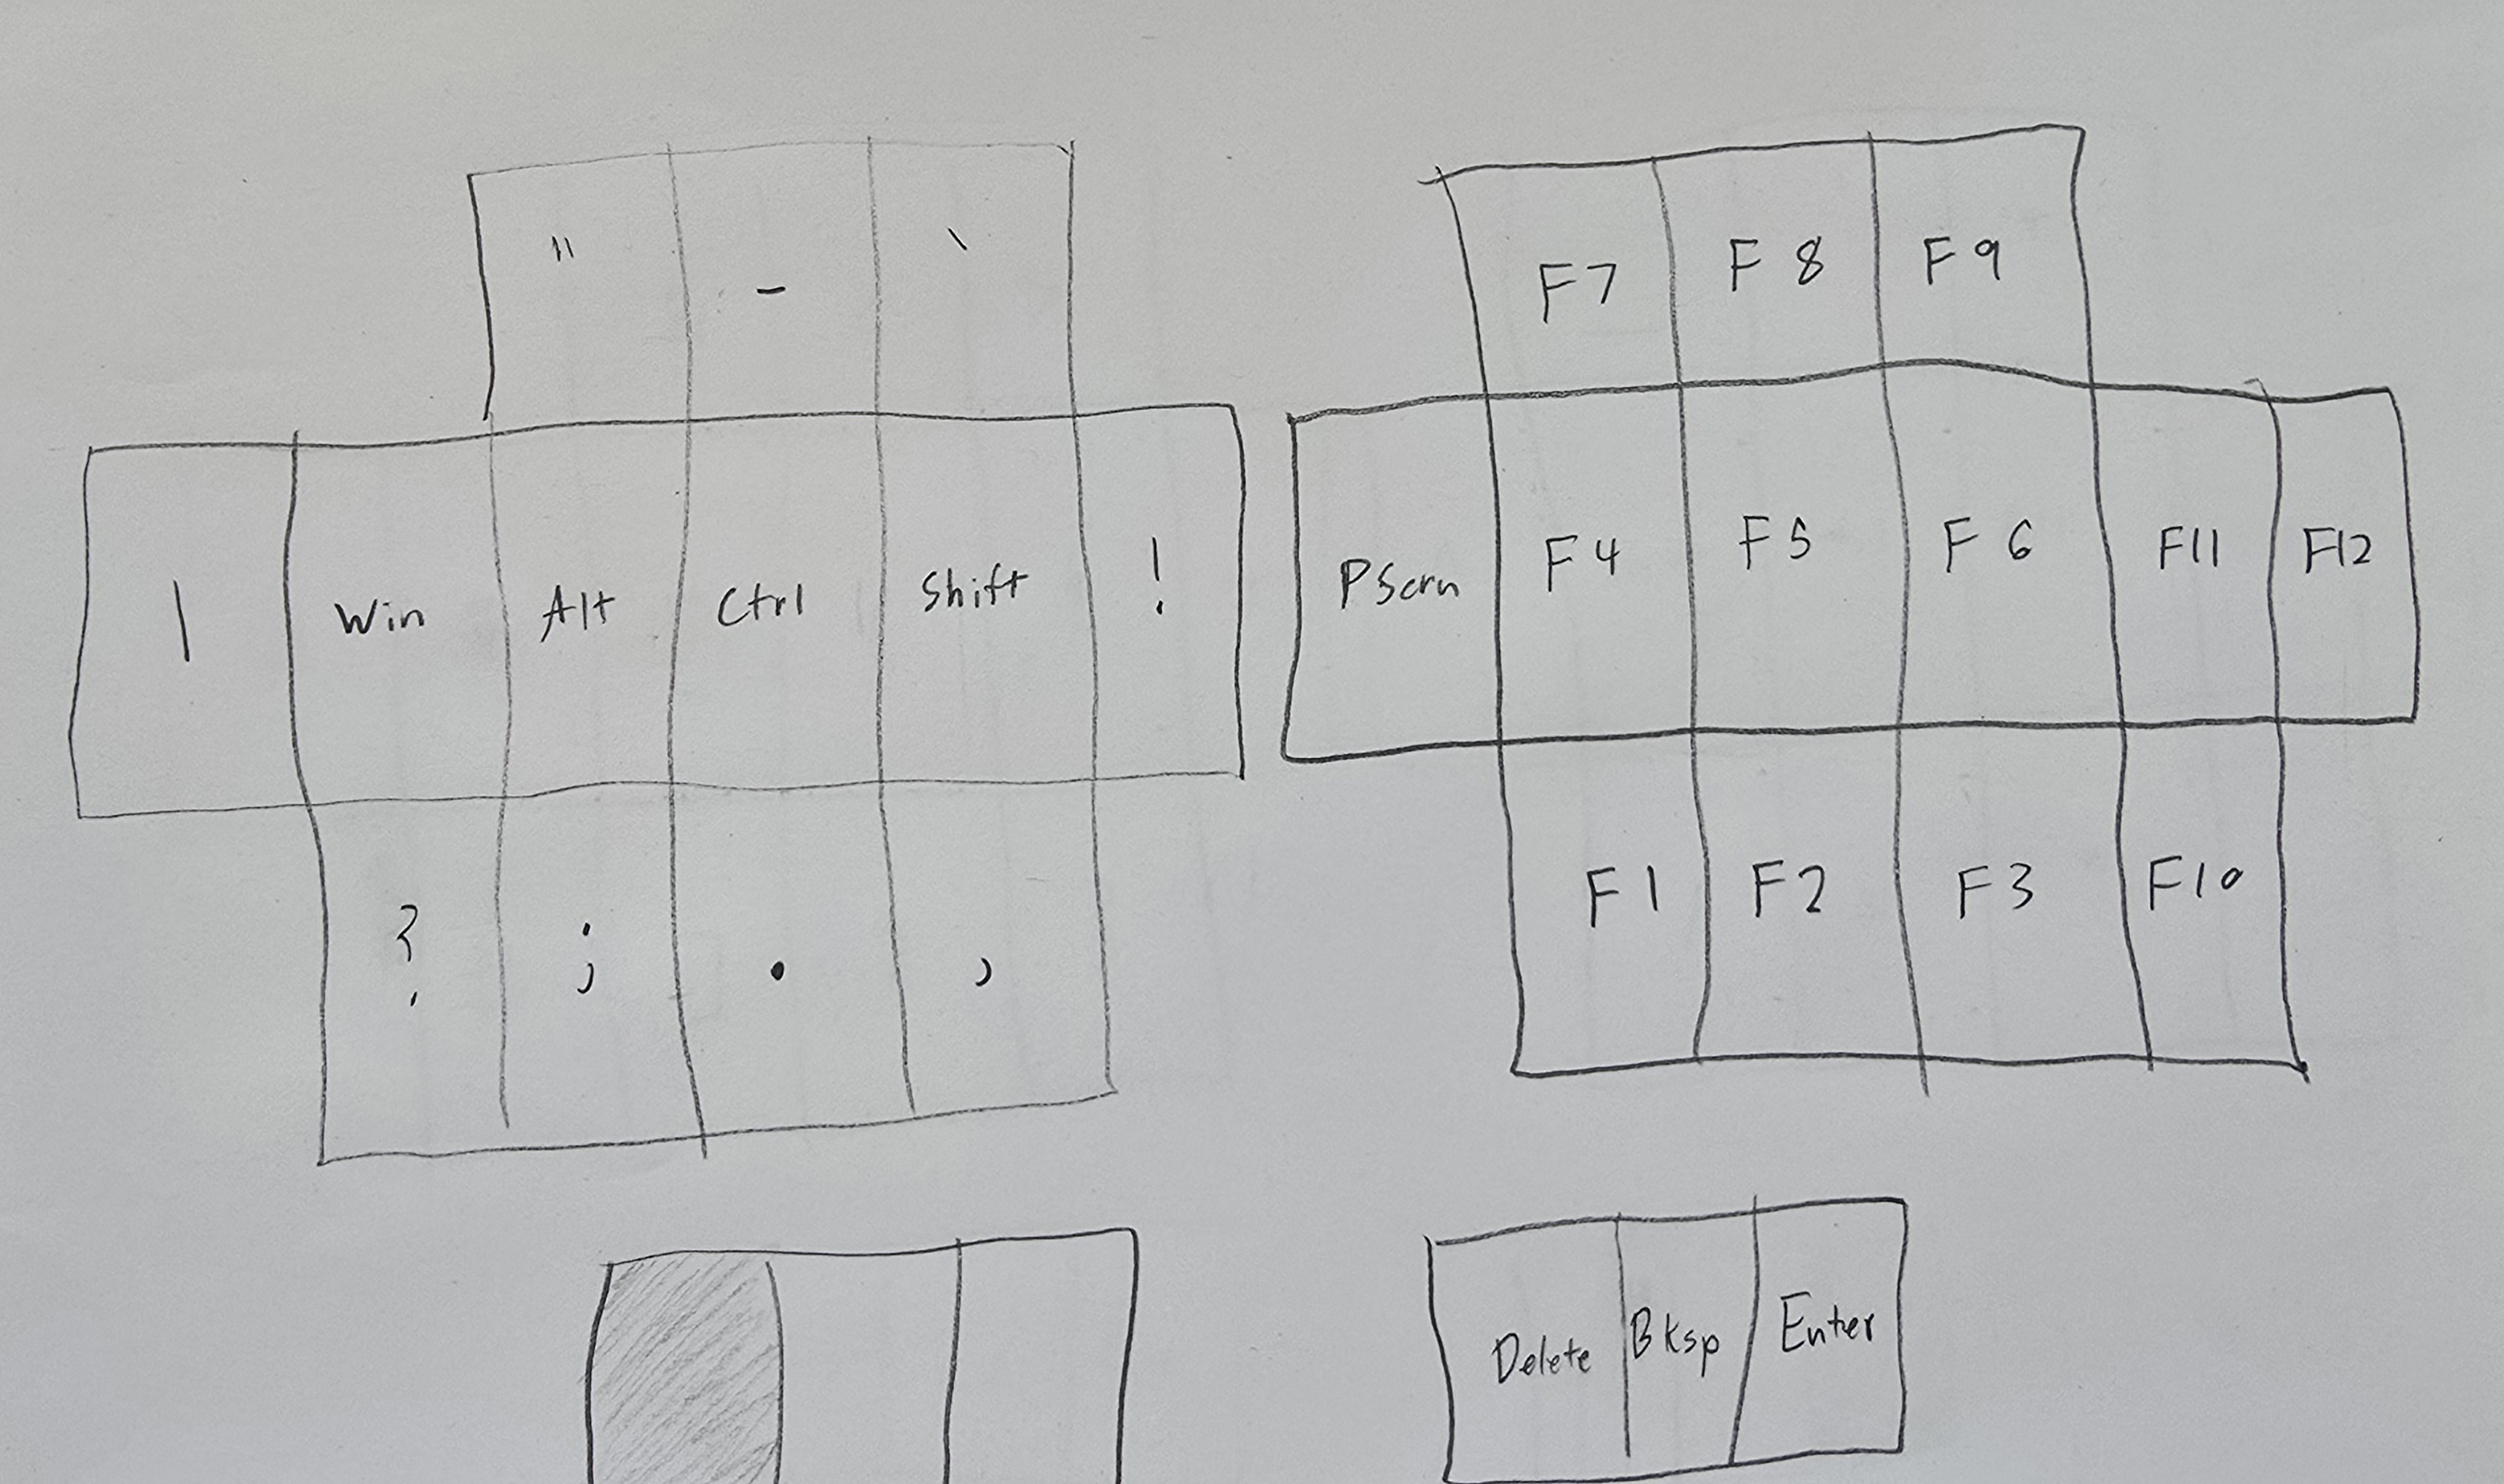 " - `
F7 F8 F9
| Win Alt Ctrl Shift !
PScrn F4 F5 F6 F11 F12
? ; . ,
F1 F2 F3 F10
Delete Bksp Enter